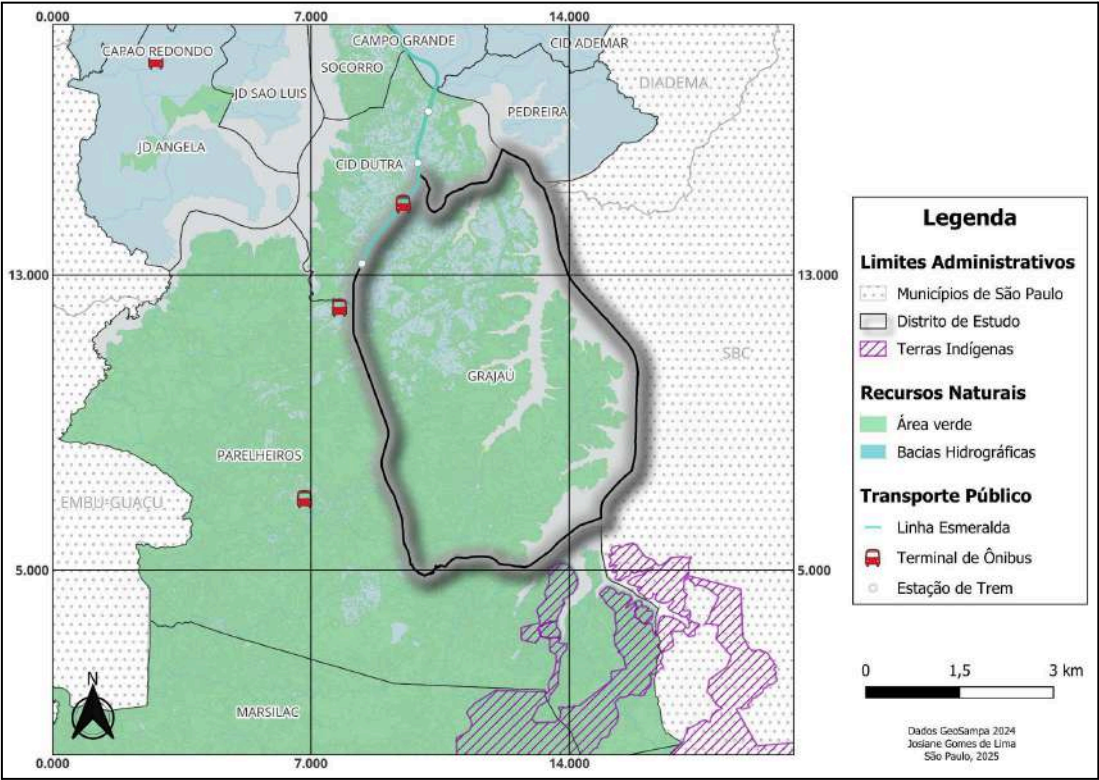 0.000
7.000
14.000
CAPAO REDONDO
CAMPO GRANDE
CID ADEMAR
SOCORRO
DIADEMA
JD SAO LUIS
PEDREIRA
JD ANGELA
CID DUTRA
13.000
13.000
SBC
GRAJAÚ
PARELHEIROS
EMBU-GUAÇU
5.000
5.000
MARSILAC
N
0.000
7.000
14.000
Legenda
Limites Administrativos
Municípios de São Paulo
Distrito de Estudo
Terras Indígenas
Recursos Naturais
Área verde
Bacias Hidrográficas
Transporte Público
Linha Esmeralda
Terminal de Ônibus
Estação de Trem
0 1,5 3 km
Dados GeoSampa 2024
Josiane Gomes de Lima
São Paulo, 2025